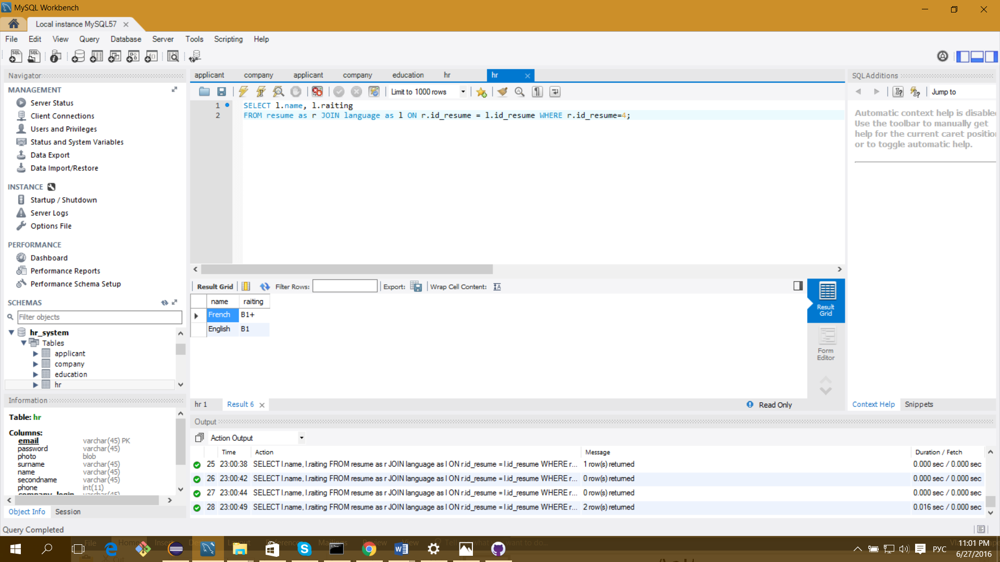 MySQL Workbench
Local instance MySQL57
File Edit View Query Database Server Tools Scripting Help
Navigator
MANAGEMENT
Server Status
Client Connections
Users and Privileges
Status and System Variables
Data Export
Data Import/Restore
INSTANCE
Startup / Shutdown
Server Logs
Options File
PERFORMANCE
Dashboard
Performance Reports
Performance Schema Setup
SCHEMAS
Filter objects
hr_system
Tables
applicant
company
education
hr
Information
Table: hr
Columns:
email varchar(45) PK
password varchar(45)
photo blob
surname varchar(45)
name varchar(45)
secondname varchar(45)
phone int(11)
company_login varchar(45)
Object Info Session
Query Completed
applicant company applicant company education hr hr
Limit to 1000 rows
1 SELECT l.name, l.raiting
2 FROM resume as r JOIN language as l ON r.id_resume = l.id_resume WHERE r.id_resume=4;
Result Grid Filter Rows: Export: Wrap Cell Content:
name raiting
French B1+
English B1
Result Grid
Form Editor
hr 1 Result 6 Read Only
SQLAdditions
Jump to
Automatic context help is disable
Use the toolbar to manually get
help for the current caret positio
or to toggle automatic help.
Context Help Snippets
Output
Action Output
Time Action Message Duration / Fetch
25 23:00:38 SELECT l.name, l.raiting FROM resume as r JOIN language as l ON r.id_resume = l.id_resume WHERE r... 1 row(s) returned 0.000 sec / 0.000 sec
26 23:00:42 SELECT l.name, l.raiting FROM resume as r JOIN language as l ON r.id_resume = l.id_resume WHERE r... 0 row(s) returned 0.000 sec / 0.000 sec
27 23:00:44 SELECT l.name, l.raiting FROM resume as r JOIN language as l ON r.id_resume = l.id_resume WHERE r... 0 row(s) returned 0.000 sec / 0.000 sec
28 23:00:49 SELECT l.name, l.raiting FROM resume as r JOIN language as l ON r.id_resume = l.id_resume WHERE r... 2 row(s) returned 0.016 sec / 0.000 sec
РУС
11:01 PM
6/27/2016